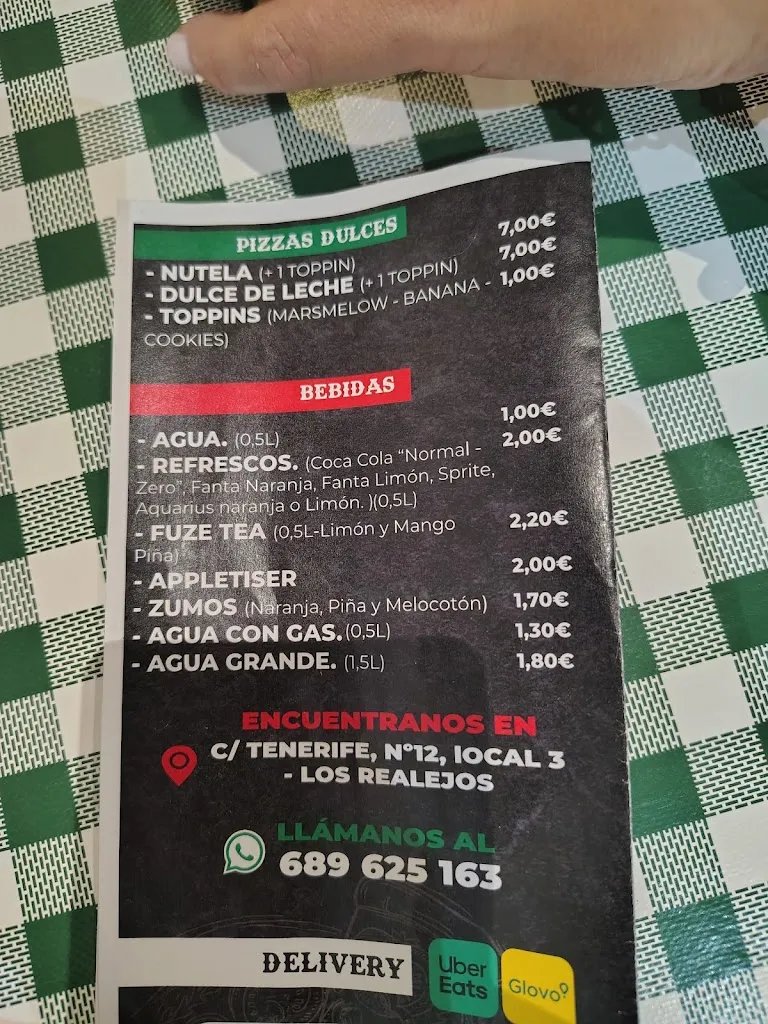 PIZZAS DULCES
- NUTELA (+ 1 TOPPIN) 7,00€
- DULCE DE LECHE (+ 1 TOPPIN) 7,00€
- TOPPINS (MARSMELOW - BANANA - 1,00€
COOKIES)
BEBIDAS
- AGUA. (0,5L) 1,00€
- REFRESCOS. (Coca Cola "Normal - 2,00€
Zero", Fanta Naranja, Fanta Limón, Sprite,
Aquarius naranja o Limón. )(0,5L)
- FUZE TEA (0,5L-Limón y Mango 2,20€
Piña)
- APPLETISER 2,00€
- ZUMOS (Naranja, Piña y Melocotón) 1,70€
- AGUA CON GAS. (0,5L) 1,30€
- AGUA GRANDE. (1,5L) 1,80€
ENCUENTRANOS EN
C/ TENERIFE, Nº12, lOCAL 3
- LOS REALEJOS
LLÁMANOS AL
689 625 163
DELIVERY
Uber
Eats
Glovo